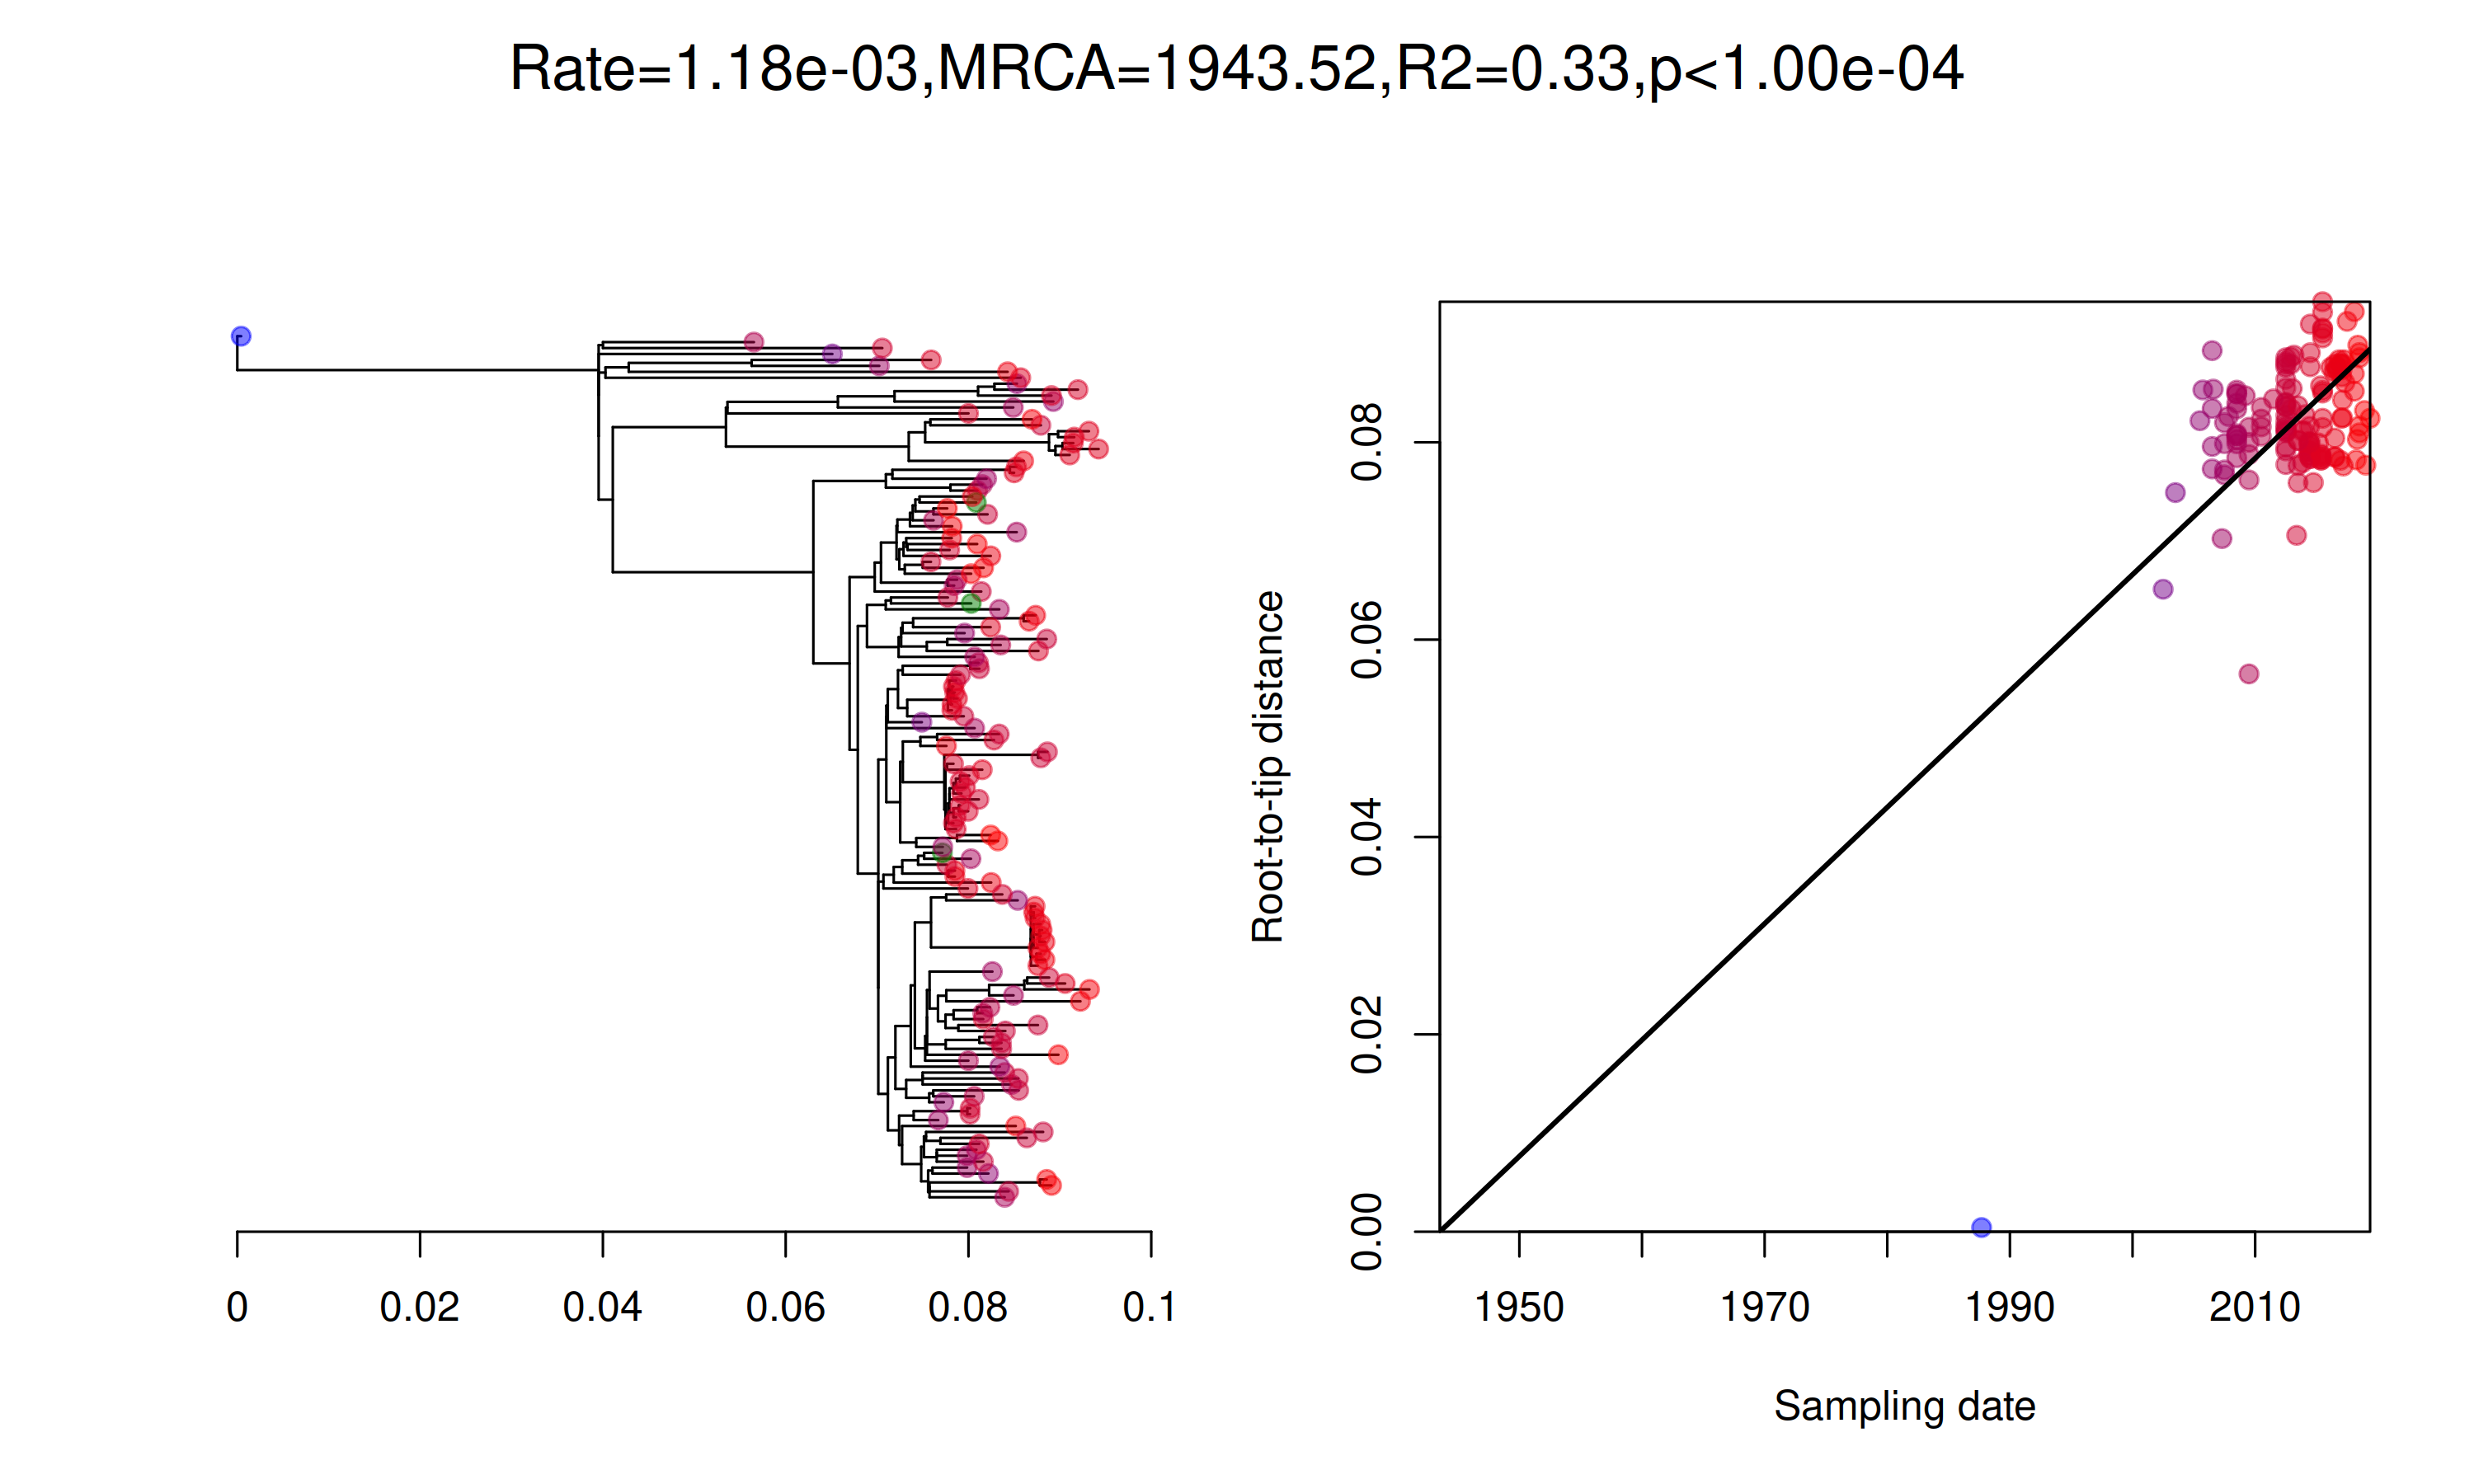 Rate=1.18e-03,MRCA=1943.52,R2=0.33,p<1.00e-04
0 0.02 0.04 0.06 0.08 0.1
Root-to-tip distance
0.00 0.02 0.04 0.06 0.08
1950 1970 1990 2010
Sampling date